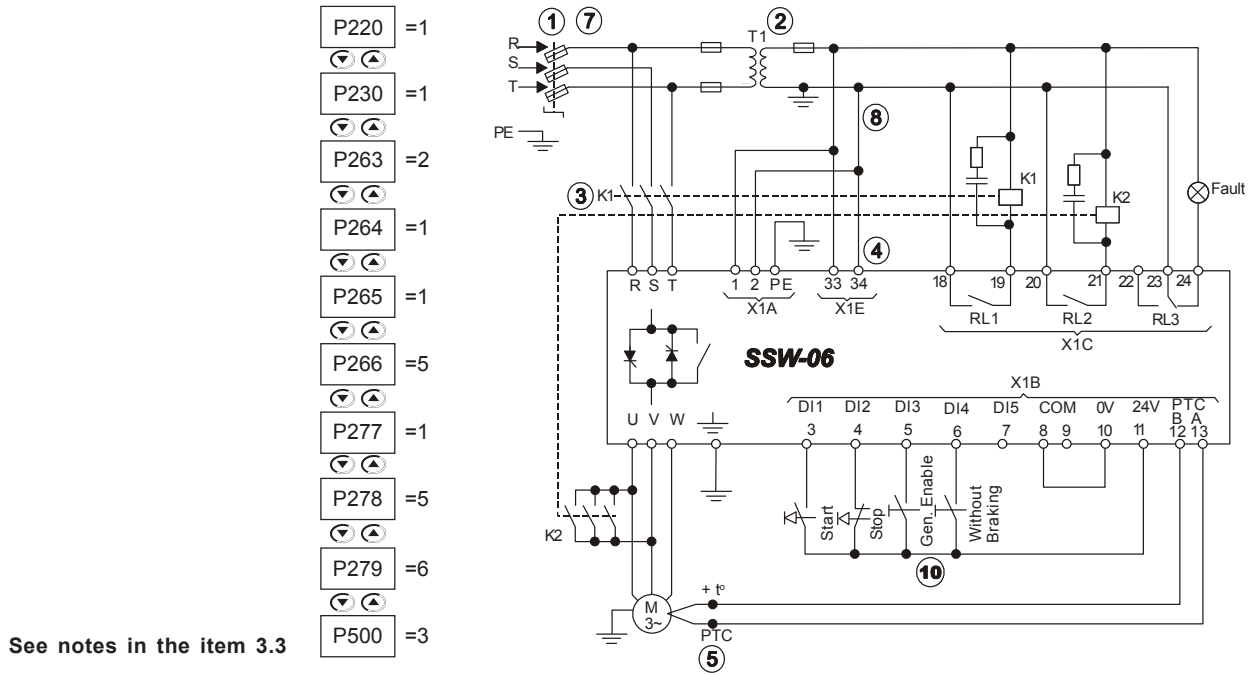 P220 =1
P230 =1
P263 =2
P264 =1
P265 =1
P266 =5
P277 =1
P278 =5
P279 =6
P500 =3
See notes in the item 3.3
1 7 2
R T1
S
T
PE
8
3 K1 K1 K2 Fault
4
R S T 1 2 PE 33 34 18 19 20 21 22 23 24
X1A X1E RL1 RL2 RL3
X1C
SSW-06
X1B
U V W DI1 DI2 DI3 DI4 DI5 COM 0V 24V PTC
B A
3 4 5 6 7 8 9 10 11 12 13
K2 Start Stop Gen. Enable Without Braking
10
+ tº
M
3~
PTC
5